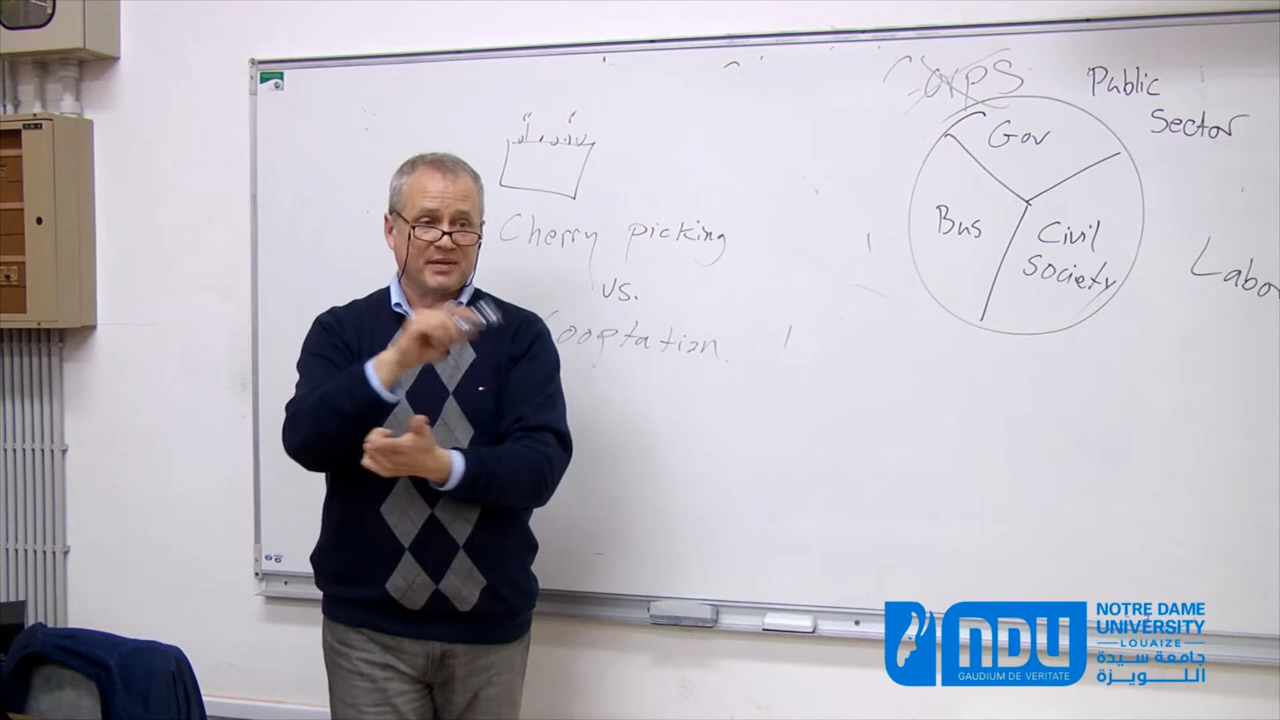 Corps
Public
Sector
Gov
Bus
Civil
Society
Labo
Cherry picking
vs.
Cooptation.
NDU
GAUDIUM DE VERITATE
NOTRE DAME
UNIVERSITY
LOUAIZE
جامعة سيدة
اللويزة